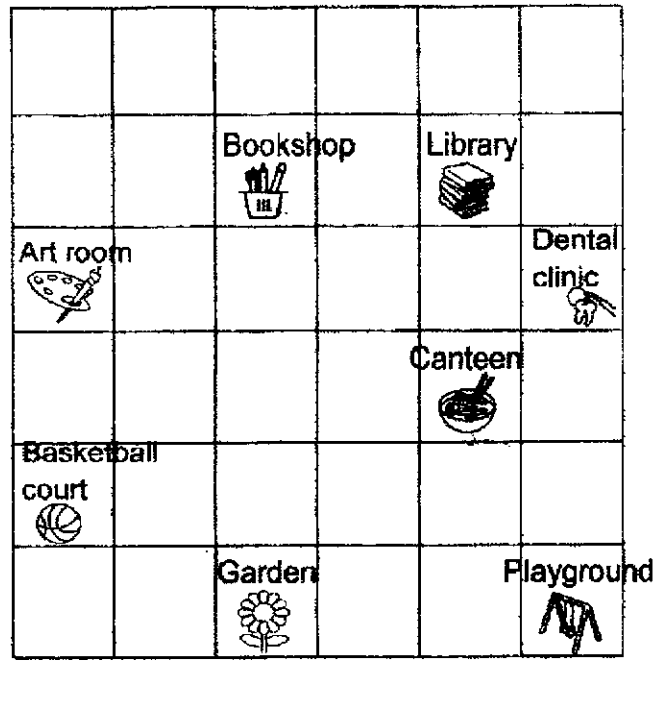 Bookshop
Library
Art room
Dental
clinic
Canteen
Basketball
court
Garden
Playground